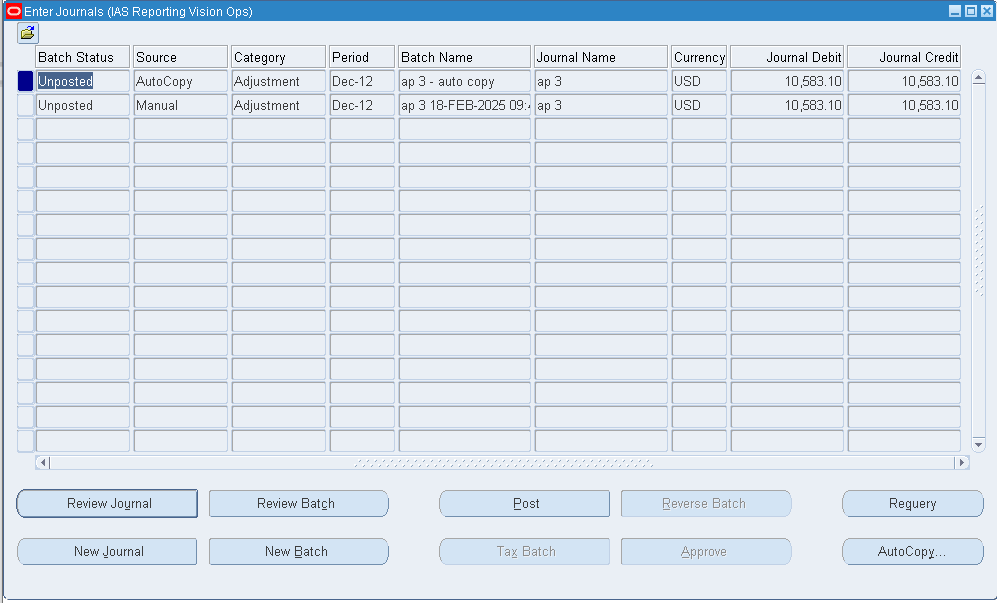 Enter Journals (IAS Reporting Vision Ops)
Batch Status Source Category Period Batch Name Journal Name Currency Journal Debit Journal Credit
Unposted AutoCopy Adjustment Dec-12 ap 3 - auto copy ap 3 USD 10,583.10 10,583.10
Unposted Manual Adjustment Dec-12 ap 3 18-FEB-2025 09:4 ap 3 USD 10,583.10 10,583.10
Review Journal Review Batch Post Reverse Batch Requery
New Journal New Batch Tax Batch Approve AutoCopy...